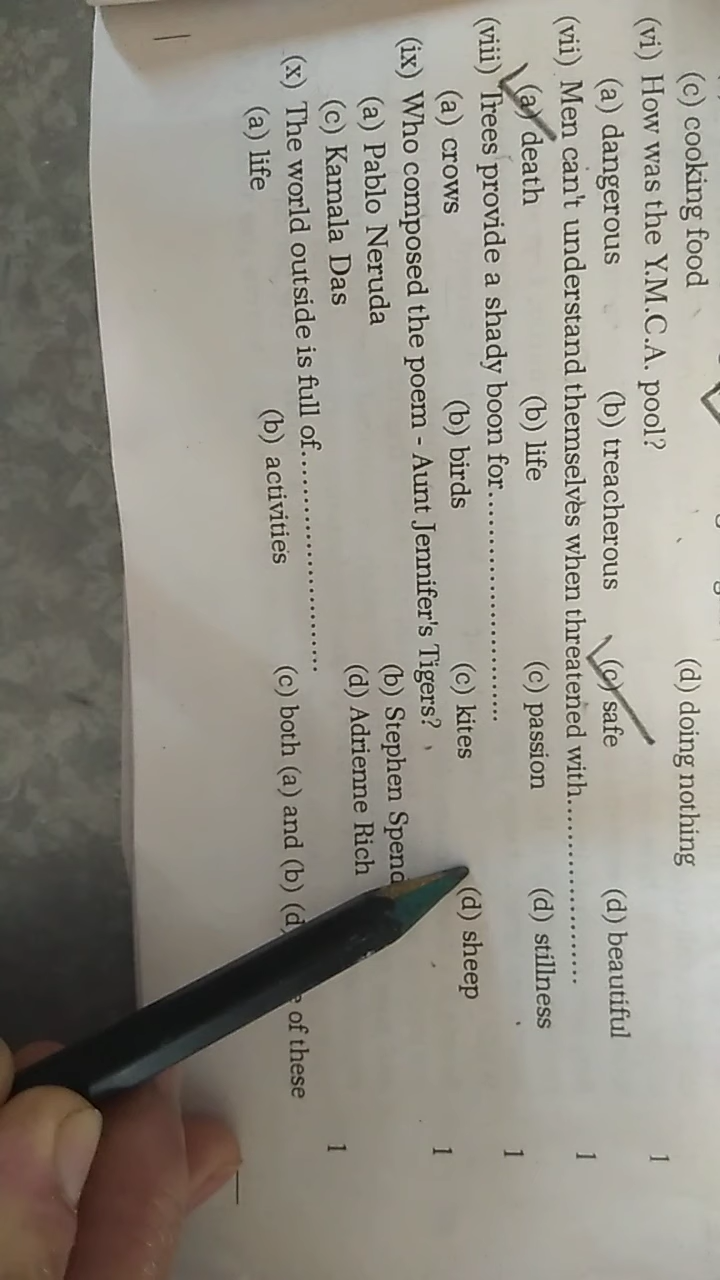 (c) cooking food (d) doing nothing
(vi) How was the Y.M.C.A. pool? 1
(a) dangerous (b) treacherous (c) safe (d) beautiful
(vii) Men can't understand themselves when threatened with.............. 1
(a) death (b) life (c) passion (d) stillness
(viii) Trees provide a shady boon for.................. 1
(a) crows (b) birds (c) kites (d) sheep
(ix) Who composed the poem - Aunt Jennifer's Tigers? 1
(a) Pablo Neruda (b) Stephen
(c) Kamala Das (d) Adrienne Rich
(x) The world outside is full of.................. 1
(a) life (b) activities (c) both (a) and (b) (d) of these